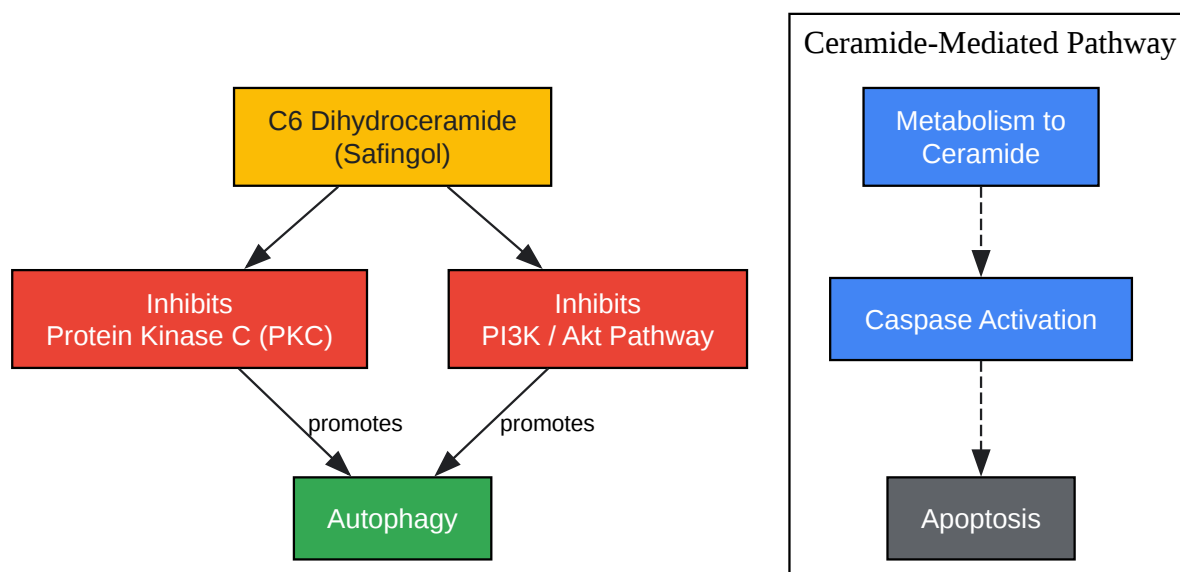 C6 Dihydroceramide
(Safingol)
Inhibits
Protein Kinase C (PKC)
Inhibits
PI3K / Akt Pathway
promotes
promotes
Autophagy
Ceramide-Mediated Pathway
Metabolism to
Ceramide
Caspase Activation
Apoptosis